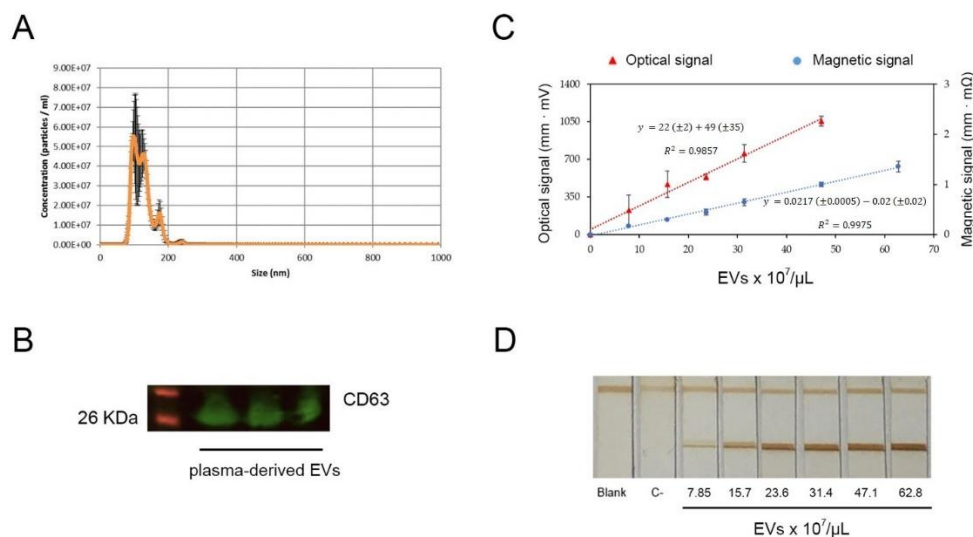 A
Concentration (particles / ml)
9.00E+07
8.00E+07
7.00E+07
6.00E+07
5.00E+07
4.00E+07
3.00E+07
2.00E+07
1.00E+07
0.00E+00
0 200 400 600 800 1000
Size (nm)
B
26 KDa
CD63
plasma-derived EVs
C
Optical signal Magnetic signal
Optical signal (mm · mV)
1400
1050
700
350
0
y = 22 (±2) + 49 (±35)
R² = 0.9857
y = 0.0217 (±0.0005) − 0.02 (±0.02)
R² = 0.9975
3
2
1
0
Magnetic signal (mm · mΩ)
0 10 20 30 40 50 60 70
EVs x 10⁷/µL
D
Blank C- 7.85 15.7 23.6 31.4 47.1 62.8
EVs x 10⁷/µL